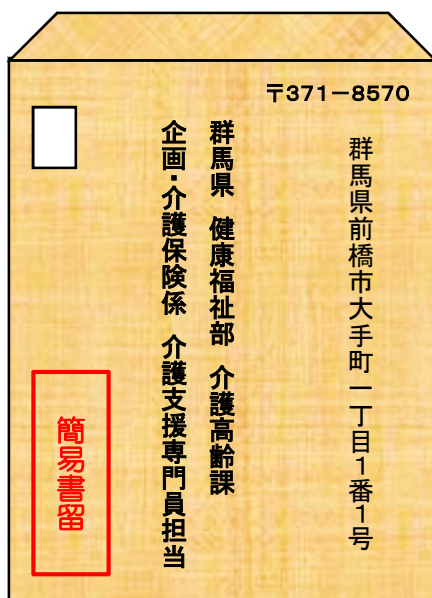 〒371－8570
群馬県前橋市大手町一丁目1番1号
群馬県　健康福祉部　介護高齢課
企画・介護保険係　介護支援専門員担当
簡易書留